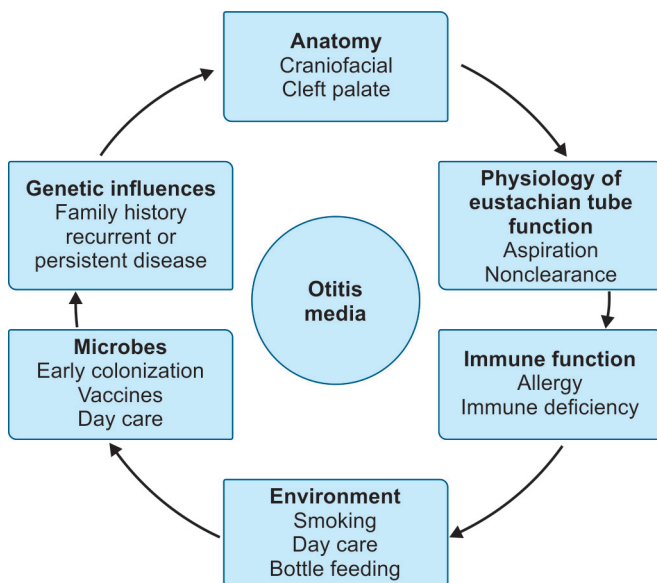 Anatomy
Craniofacial
Cleft palate
Physiology of
eustachian tube
function
Aspiration
Nonclearance
Immune function
Allergy
Immune deficiency
Environment
Smoking
Day care
Bottle feeding
Microbes
Early colonization
Vaccines
Day care
Genetic influences
Family history
recurrent or
persistent disease
Otitis
media